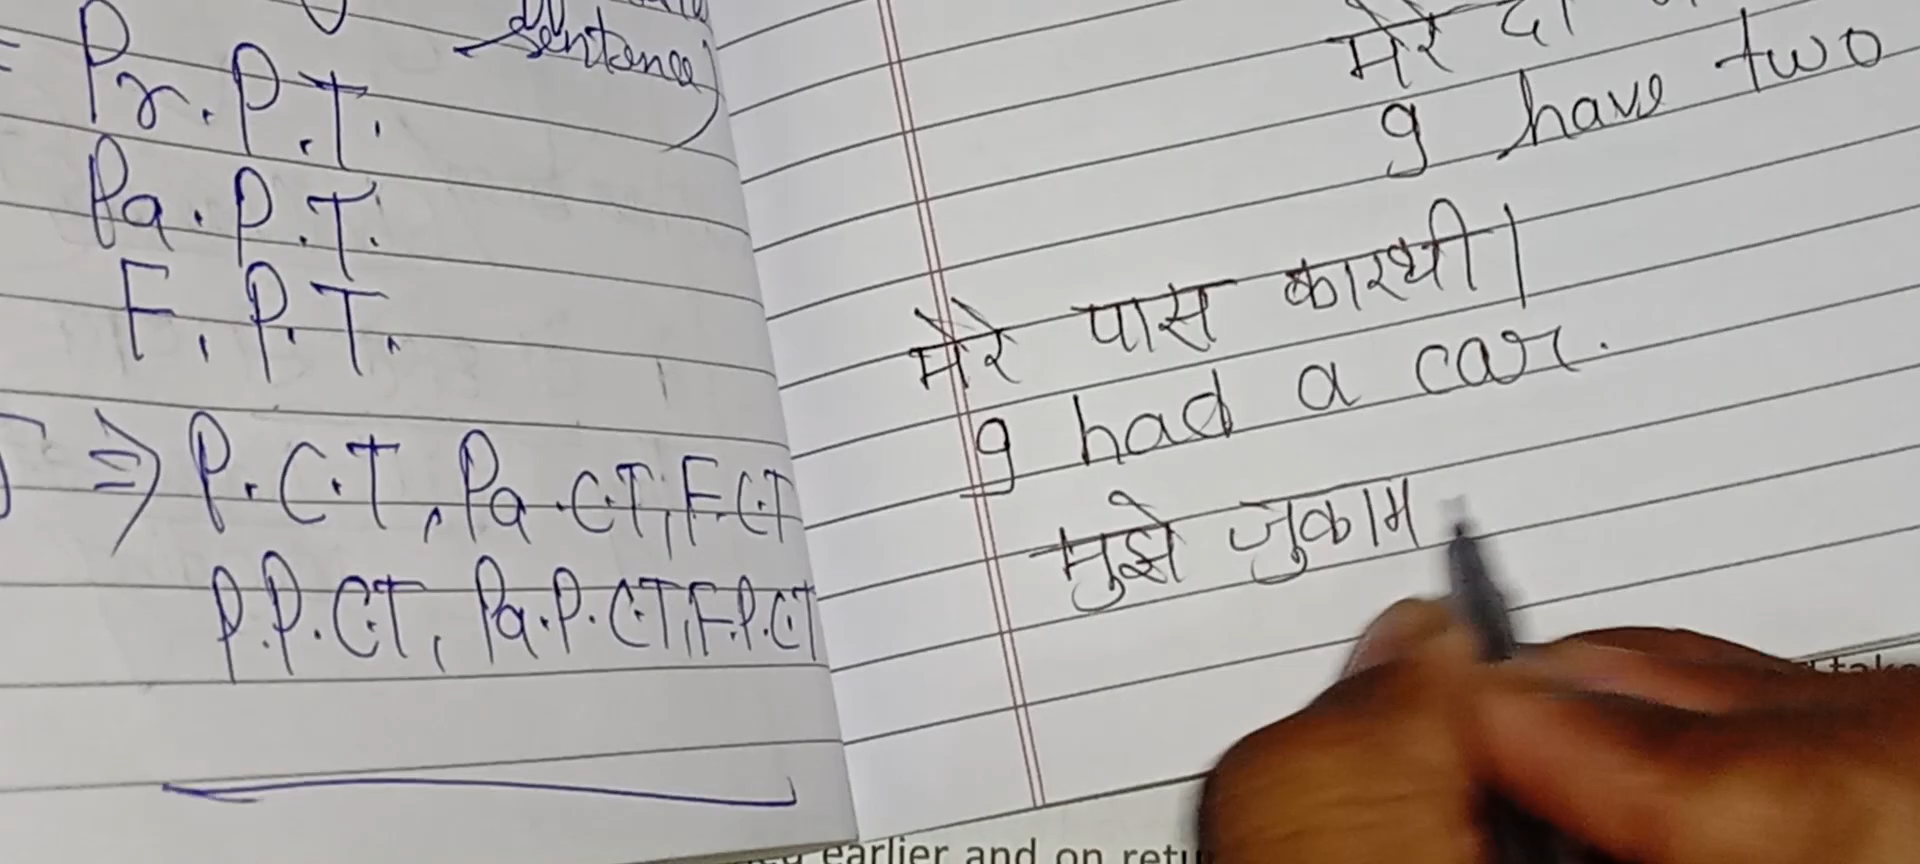 Sentence)
Pr. P.T.
Pa. P.T.
F. P.T.
⇒ P.C.T, Pa.C.T, F.C.T
P.P.C.T, Pa.P.C.T, F.P.C.T
मेरे दो
I have two
मेरे पास कार थी।
I had a car.
मुझे जुकाम
earlier and on retu